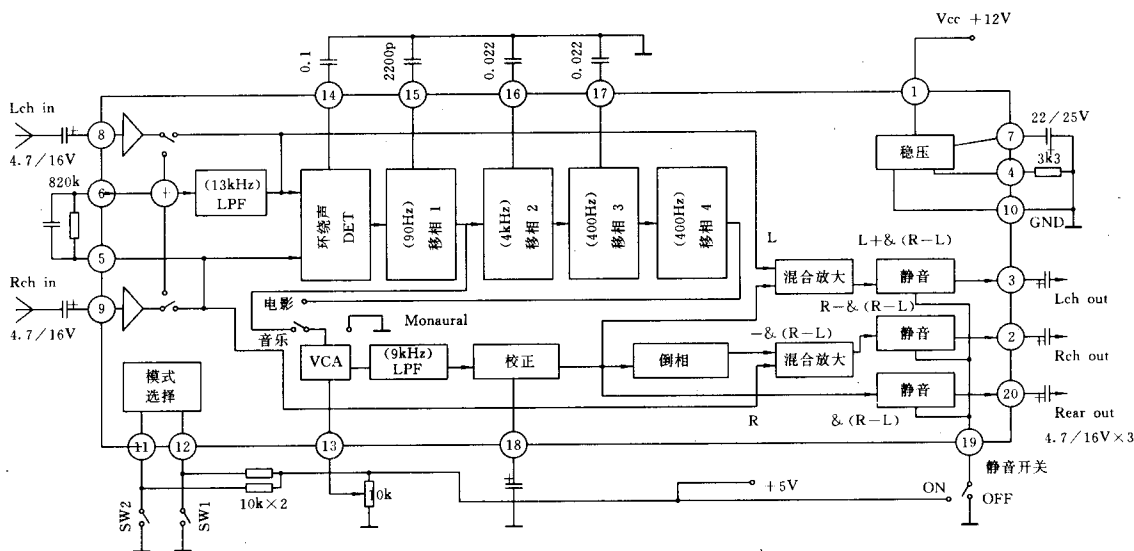 Vcc +12V
0.1
2200p
0.022
0.022
14
15
16
17
1
Lch in
8
4.7/16V
22/25V
7
稳压
4
3k3
820k
6
+
(13kHz)
LPF
环绕声
DET
(90Hz)
移相 1
(4kHz)
移相 2
(400Hz)
移相 3
(400Hz)
移相 4
10
GND
5
L
L+&(R-L)
混合放大
静音
3
Lch out
Rch in
9
4.7/16V
电影
音乐
Monaural
R-&(R-L)
-&(R-L)
VCA
(9kHz)
LPF
校正
倒相
混合放大
静音
2
Rch out
模式
选择
静音
20
Rear out
R
&(R-L)
4.7/16V×3
11
12
13
18
19
静音开关
10k×2
10k
+5V
ON
OFF
SW2
SW1